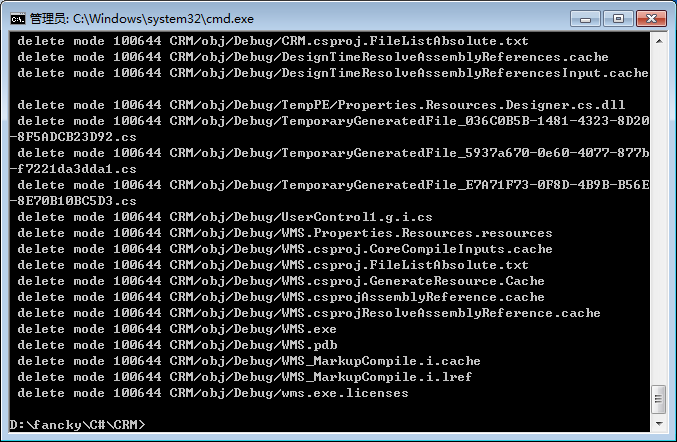 管理员: C:\Windows\system32\cmd.exe
delete mode 100644 CRM/obj/Debug/CRM.csproj.FileListAbsolute.txt
delete mode 100644 CRM/obj/Debug/DesignTimeResolveAssemblyReferences.cache
delete mode 100644 CRM/obj/Debug/DesignTimeResolveAssemblyReferencesInput.cache
delete mode 100644 CRM/obj/Debug/TempPE/Properties.Resources.Designer.cs.dll
delete mode 100644 CRM/obj/Debug/TemporaryGeneratedFile_036C0B5B-1481-4323-8D20
-8F5ADCB23D92.cs
delete mode 100644 CRM/obj/Debug/TemporaryGeneratedFile_5937a670-0e60-4077-877b
-f7221da3dda1.cs
delete mode 100644 CRM/obj/Debug/TemporaryGeneratedFile_E7A71F73-0F8D-4B9B-B56E
-8E70B10BC5D3.cs
delete mode 100644 CRM/obj/Debug/UserControl1.g.i.cs
delete mode 100644 CRM/obj/Debug/WMS.Properties.Resources.resources
delete mode 100644 CRM/obj/Debug/WMS.csproj.CoreCompileInputs.cache
delete mode 100644 CRM/obj/Debug/WMS.csproj.FileListAbsolute.txt
delete mode 100644 CRM/obj/Debug/WMS.csproj.GenerateResource.Cache
delete mode 100644 CRM/obj/Debug/WMS.csprojAssemblyReference.cache
delete mode 100644 CRM/obj/Debug/WMS.csprojResolveAssemblyReference.cache
delete mode 100644 CRM/obj/Debug/WMS.exe
delete mode 100644 CRM/obj/Debug/WMS.pdb
delete mode 100644 CRM/obj/Debug/WMS_MarkupCompile.i.cache
delete mode 100644 CRM/obj/Debug/WMS_MarkupCompile.i.lref
delete mode 100644 CRM/obj/Debug/wms.exe.licenses
D:\fancky\C#\CRM>